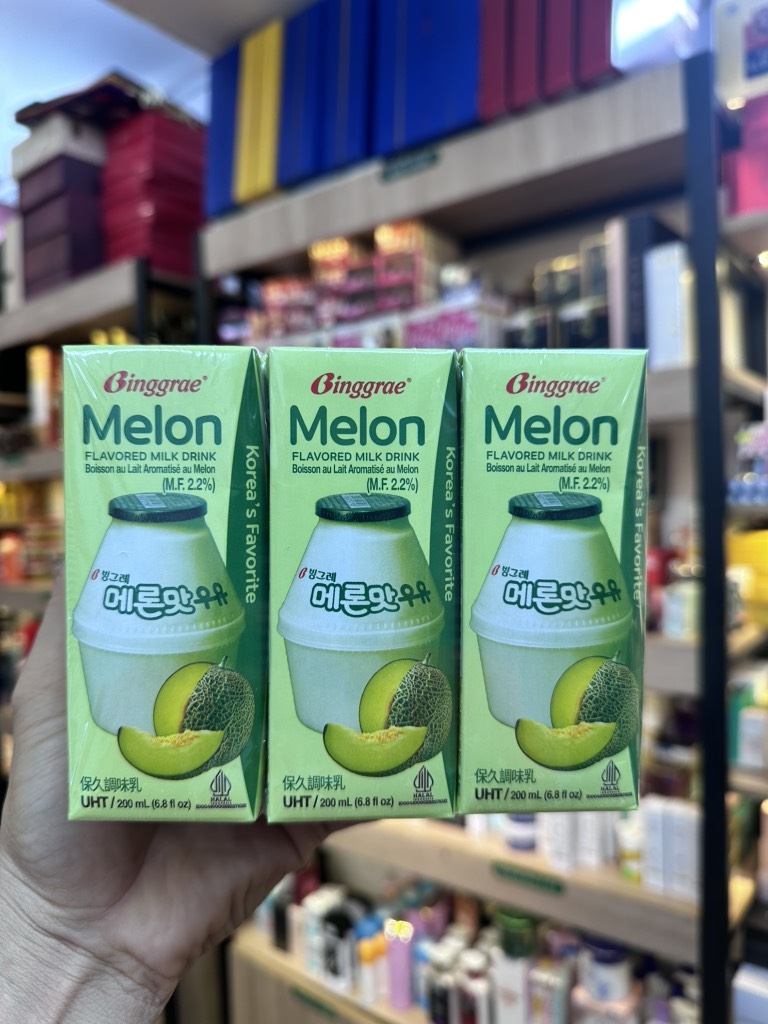 Binggrae®
Melon
FLAVORED MILK DRINK
Boisson au Lait Aromatisé au Melon
(M.F. 2.2%)
Korea's Favorite
빙그레
메론맛우유
保久調味乳
UHT / 200 mL (6.8 fl oz)
HALAL
Binggrae®
Melon
FLAVORED MILK DRINK
Boisson au Lait Aromatisé au Melon
(M.F. 2.2%)
Korea's Favorite
빙그레
메론맛우유
保久調味乳
UHT / 200 mL (6.8 fl oz)
HALAL
Binggrae®
Melon
FLAVORED MILK DRINK
Boisson au Lait Aromatisé au Melon
(M.F. 2.2%)
Korea's Favorite
빙그레
메론맛우유
保久調味乳
UHT / 200 mL (6.8 fl oz)
HALAL